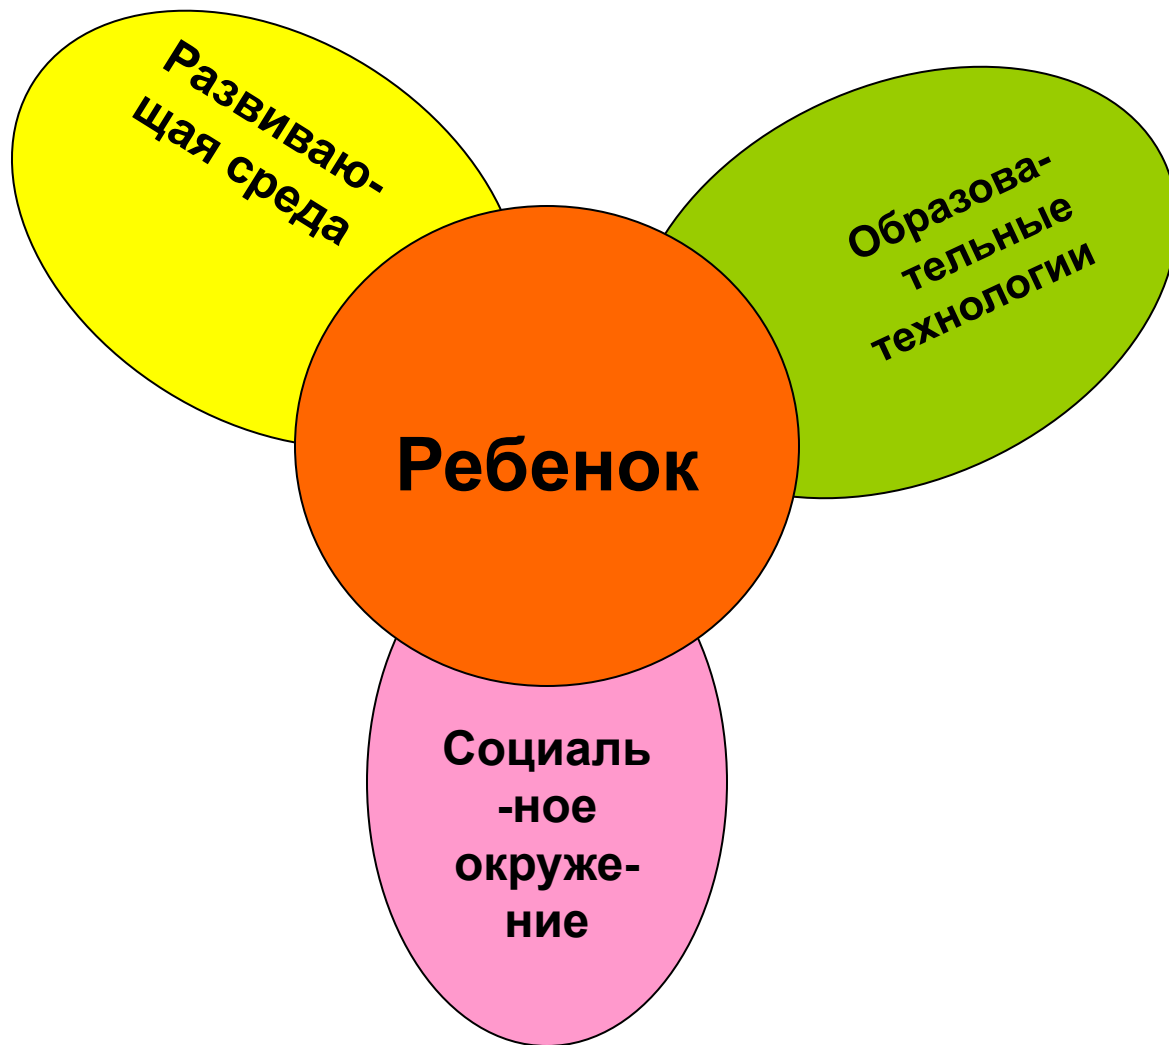 Развиваю-
щая среда
Образова-
тельные
технологии
Ребенок
Социаль
-ное
окруже-
ние